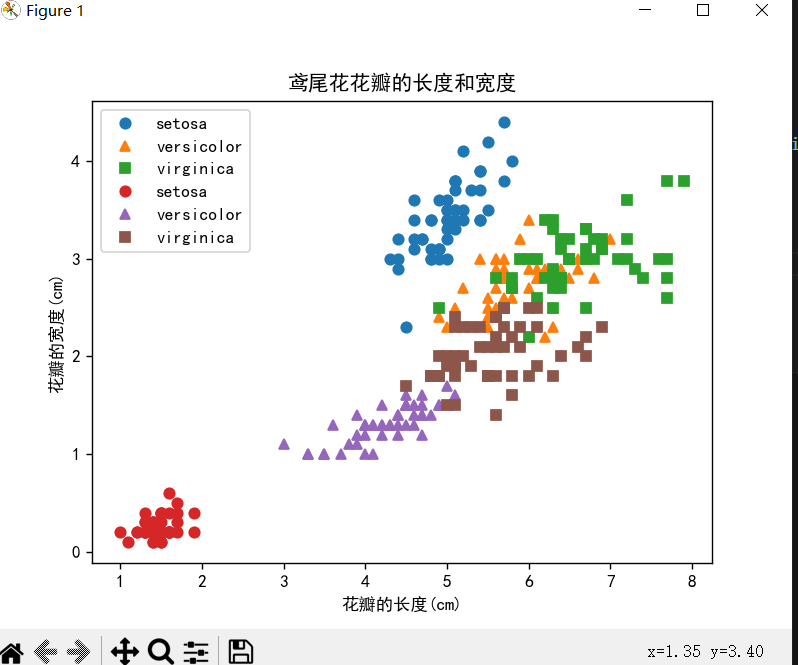 Figure 1
鸢尾花花瓣的长度和宽度
setosa
versicolor
virginica
setosa
versicolor
virginica
4
3
2
1
0
花瓣的宽度(cm)
1 2 3 4 5 6 7 8
花瓣的长度(cm)
x=1.35 y=3.40